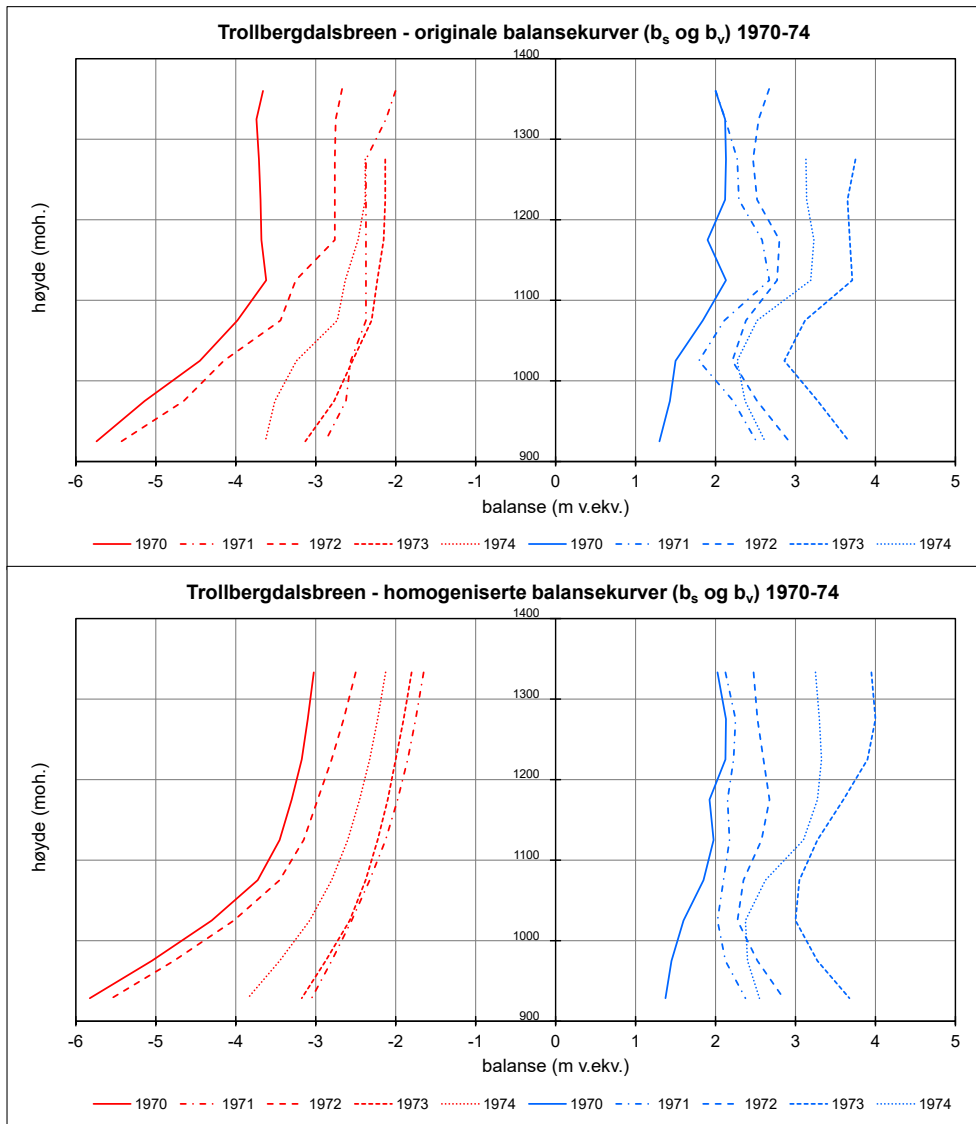 Trollbergdalsbreen - originale balansekurver (bs og bv) 1970-74
1400
1300
1200
1100
1000
900
høyde (moh.)
-6 -5 -4 -3 -2 -1 0 1 2 3 4 5
balanse (m v.ekv.)
1970 1971 1972 1973 1974 1970 1971 1972 1973 1974
Trollbergdalsbreen - homogeniserte balansekurver (bs og bv) 1970-74
1400
1300
1200
1100
1000
900
høyde (moh.)
-6 -5 -4 -3 -2 -1 0 1 2 3 4 5
balanse (m v.ekv.)
1970 1971 1972 1973 1974 1970 1971 1972 1973 1974